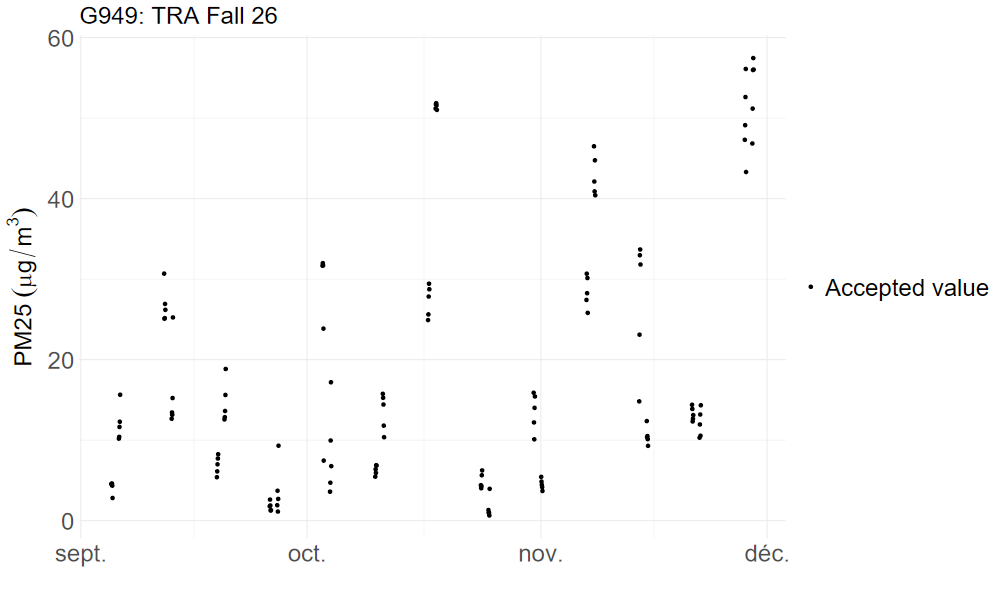 G949: TRA Fall 26
60
40
20
0
PM25 (μg/m³)
sept.
oct.
nov.
déc.
Accepted value